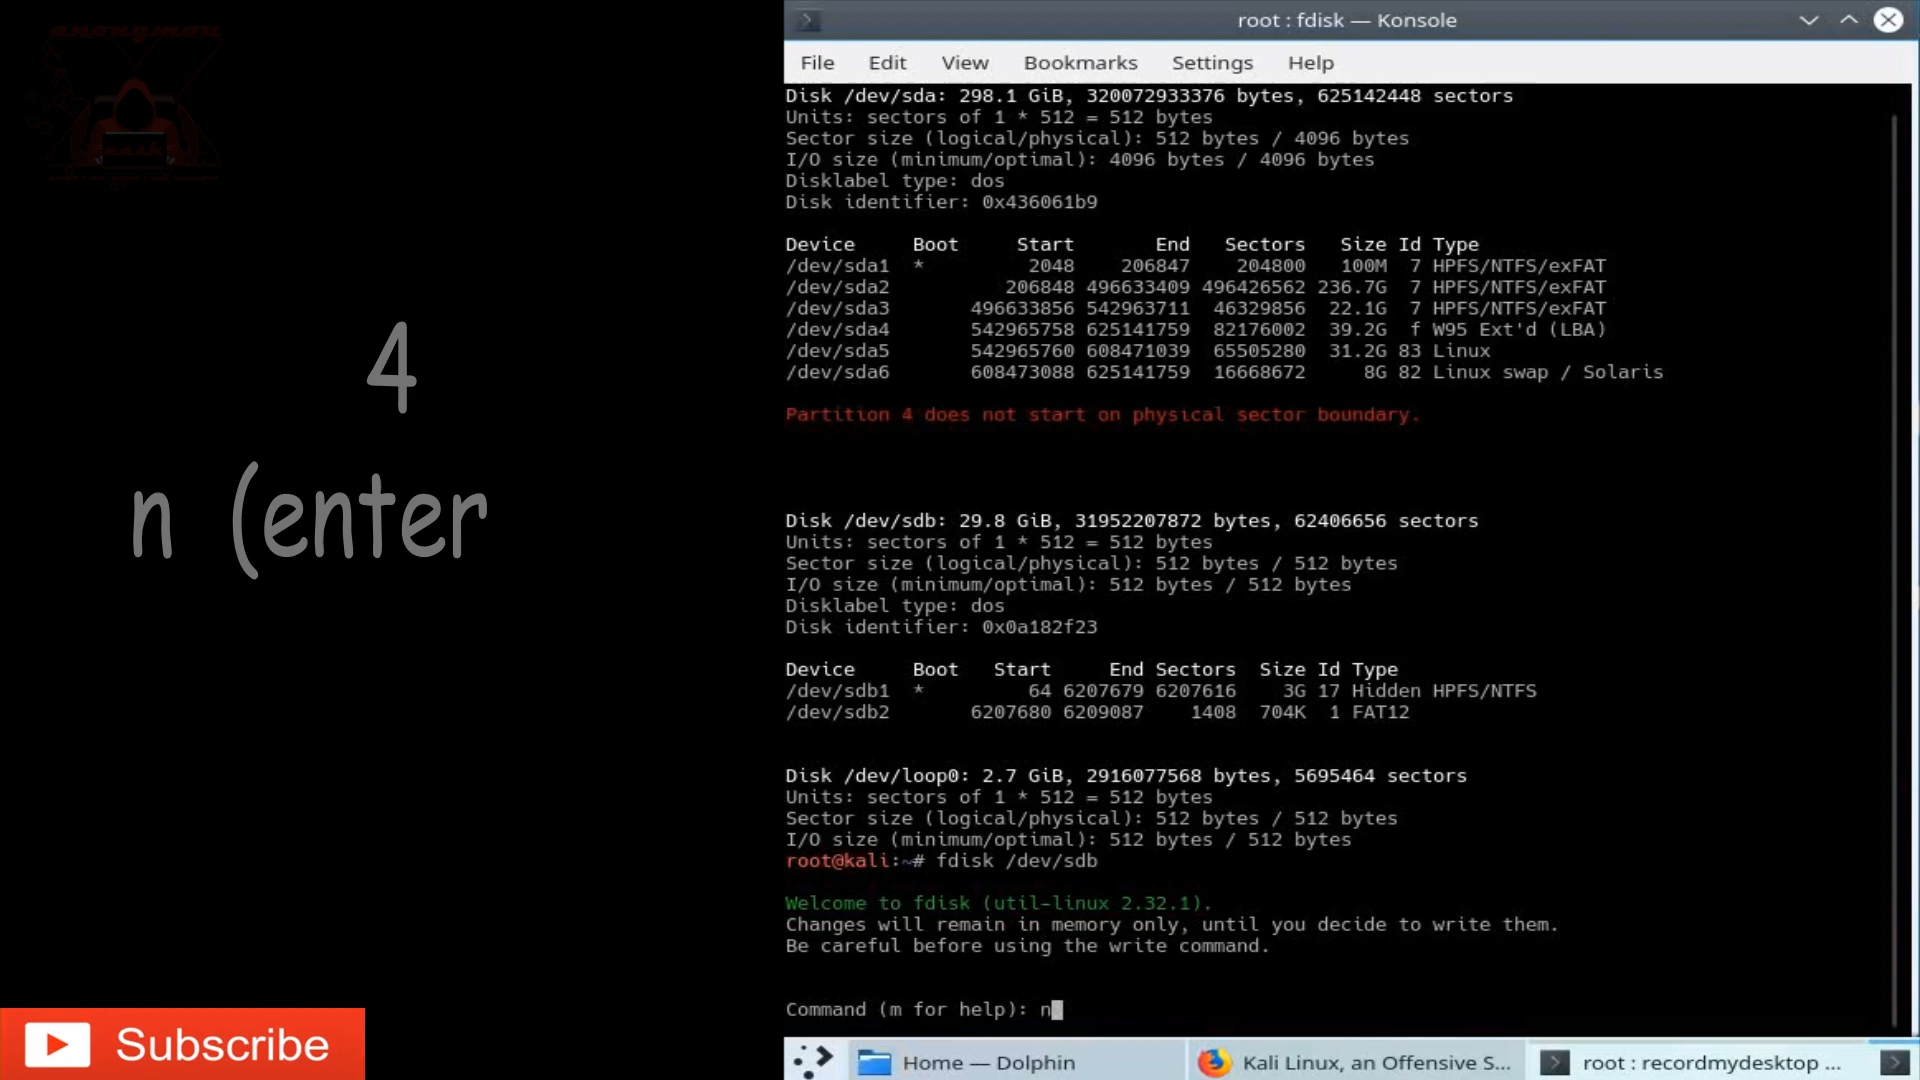 anonyman
4
n (enter
Subscribe
root : fdisk — Konsole
File Edit View Bookmarks Settings Help
Disk /dev/sda: 298.1 GiB, 320072933376 bytes, 625142448 sectors
Units: sectors of 1 * 512 = 512 bytes
Sector size (logical/physical): 512 bytes / 4096 bytes
I/O size (minimum/optimal): 4096 bytes / 4096 bytes
Disklabel type: dos
Disk identifier: 0x436061b9
Device Boot Start End Sectors Size Id Type
/dev/sda1 * 2048 206847 204800 100M 7 HPFS/NTFS/exFAT
/dev/sda2 206848 496633409 496426562 236.7G 7 HPFS/NTFS/exFAT
/dev/sda3 496633856 542963711 46329856 22.1G 7 HPFS/NTFS/exFAT
/dev/sda4 542965758 625141759 82176002 39.2G f W95 Ext'd (LBA)
/dev/sda5 542965760 608471039 65505280 31.2G 83 Linux
/dev/sda6 608473088 625141759 16668672 8G 82 Linux swap / Solaris
Partition 4 does not start on physical sector boundary.
Disk /dev/sdb: 29.8 GiB, 31952207872 bytes, 62406656 sectors
Units: sectors of 1 * 512 = 512 bytes
Sector size (logical/physical): 512 bytes / 512 bytes
I/O size (minimum/optimal): 512 bytes / 512 bytes
Disklabel type: dos
Disk identifier: 0x0a182f23
Device Boot Start End Sectors Size Id Type
/dev/sdb1 * 64 6207679 6207616 3G 17 Hidden HPFS/NTFS
/dev/sdb2 6207680 6209087 1408 704K 1 FAT12
Disk /dev/loop0: 2.7 GiB, 2916077568 bytes, 5695464 sectors
Units: sectors of 1 * 512 = 512 bytes
Sector size (logical/physical): 512 bytes / 512 bytes
I/O size (minimum/optimal): 512 bytes / 512 bytes
root@kali:~# fdisk /dev/sdb
Welcome to fdisk (util-linux 2.32.1).
Changes will remain in memory only, until you decide to write them.
Be careful before using the write command.
Command (m for help): n
Home — Dolphin
Kali Linux, an Offensive S...
root : recordmydesktop ...